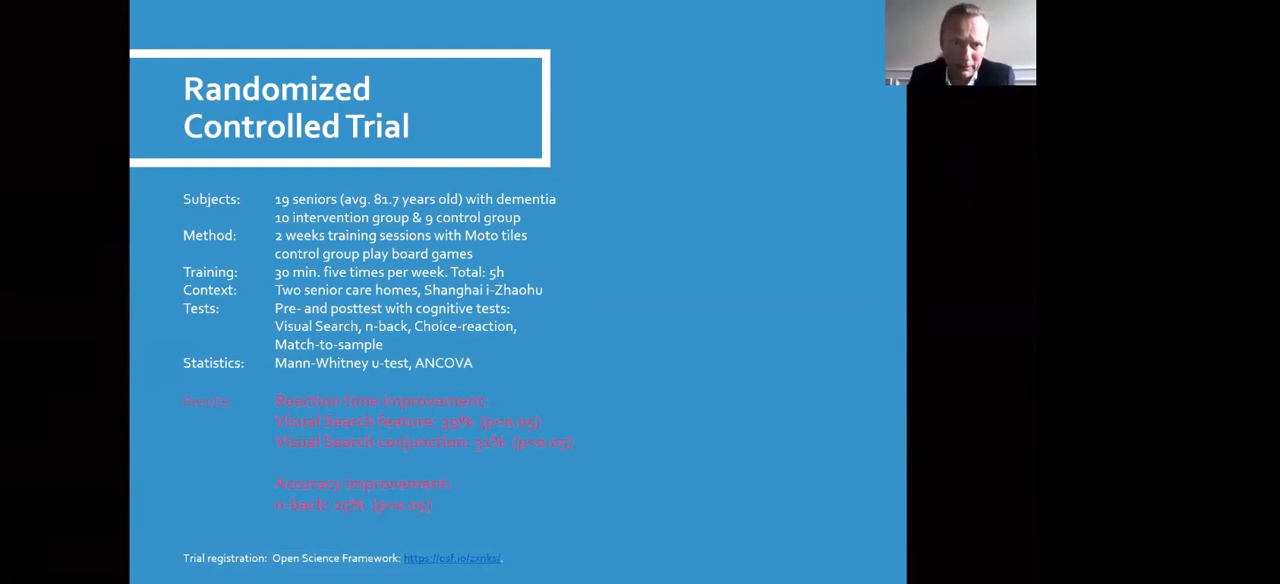 Randomized
Controlled Trial
Subjects: 19 seniors (avg. 81.7 years old) with dementia
10 intervention group & 9 control group
Method: 2 weeks training sessions with Moto tiles
control group play board games
Training: 30 min. five times per week. Total: 5h
Context: Two senior care homes, Shanghai i-Zhaohu
Tests: Pre- and posttest with cognitive tests:
Visual Search, n-back, Choice-reaction,
Match-to-sample
Statistics: Mann-Whitney u-test, ANCOVA
Results: Reaction time improvement:
Visual Search feature: 39% (p<0.05)
Visual Search conjunction: 31% (p<0.05)
Accuracy improvement:
n-back: 25% (p<0.05)
Trial registration: Open Science Framework: https://osf.io/zxnks/.